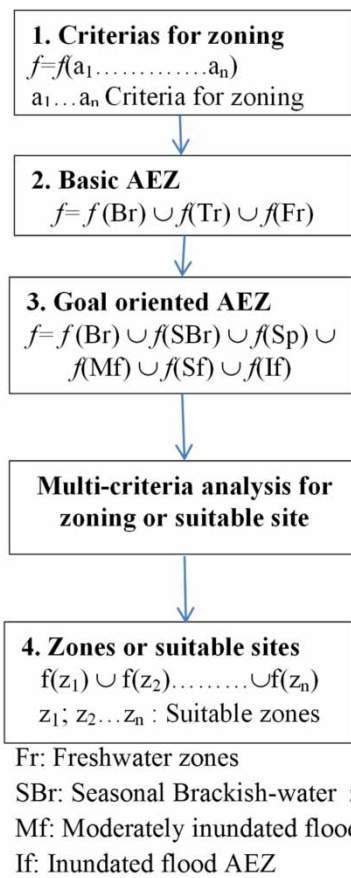 1. Criterias for zoning
f=f(a₁…………a₁ₙ)
a₁…aₙ Criteria for zoning
2. Basic AEZ
f= f (Br) ∪ f(Tr) ∪ f(Fr)
3. Goal oriented AEZ
f= f (Br) ∪ f(SBr) ∪ f(Sp) ∪
f(Mf) ∪ f(Sf) ∪ f(If)
Multi-criteria analysis for
zoning or suitable site
4. Zones or suitable sites
f(z₁) ∪ f(z₂)………∪f(zₙ)
z₁; z₂…zₙ : Suitable zones
Fr: Freshwater zones
SBr: Seasonal Brackish-water
Mf: Moderately inundated flood
If: Inundated flood AEZ